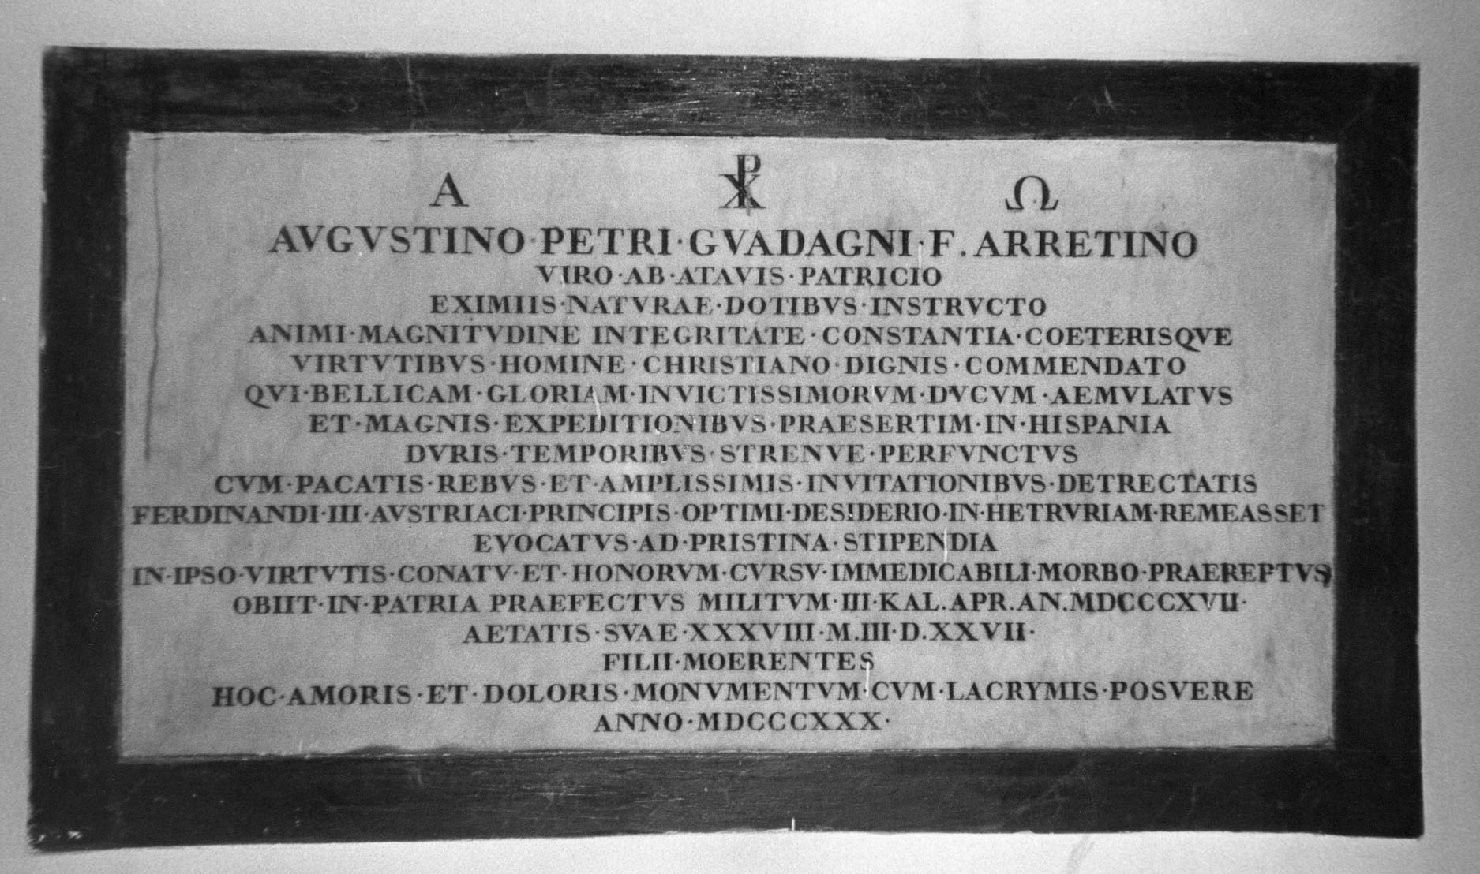 Α ☧ Ω
AVGVSTINO·PETRI·GVADAGNI·F.ARRETINO
VIRO·AB·ATAVIS·PATRICIO
EXIMIIS·NATVRAE·DOTIBVS·INSTRVCTO
ANIMI·MAGNITVDINE INTEGRITATE·CONSTANTIA·COETERISQVE
VIRTVTIBVS·HOMINE·CHRISTIANO·DIGNIS·COMMENDATO
QVI·BELLICAM·GLORIAM·INVICTISSIMORVM·DVCVM·AEMVLATVS
ET·MAGNIS·EXPEDITIONIBVS·PRAESERTIM·IN·HISPANIA
DVRIS·TEMPORIBVS·STRENVE·PERFVNCTVS
CVM·PACATIS·REBVS·ET·AMPLISSIMIS·INVITATIONIBVS·DETRECTATIS
FERDINANDI·III·AVSTRIACI·PRINCIPIS·OPTIMI·DESIDERIO·IN·HETRVRIAM·REMEASSET
EVOCATVS·AD·PRISTINA·STIPENDIA
IN·IPSO·VIRTVTIS·CONATV·ET·HONORVM·CVRSV·IMMEDICABILI·MORBO·PRAEREPTVS
OBIIT·IN·PATRIA PRAEFECTVS MILITVM·III·KAL.APR.AN.MDCCCXVII·
AETATIS·SVAE·XXXVIII·M.III·D.XXVII·
FILII·MOERENTES
HOC·AMORIS·ET·DOLORIS·MONVMENTVM·CVM·LACRYMIS·POSVERE
ANNO·MDCCCXXX·